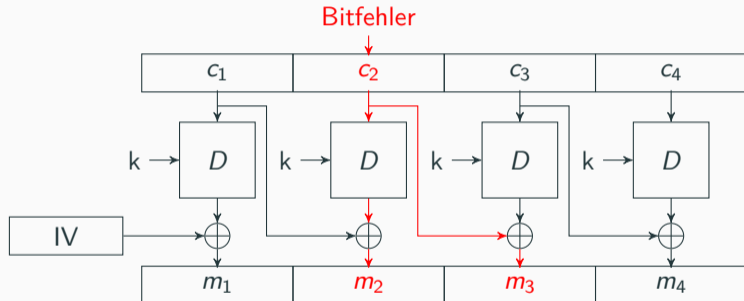 Bitfehler
c₁ c₂ c₃ c₄
k D k D k D k D
IV
m₁ m₂ m₃ m₄